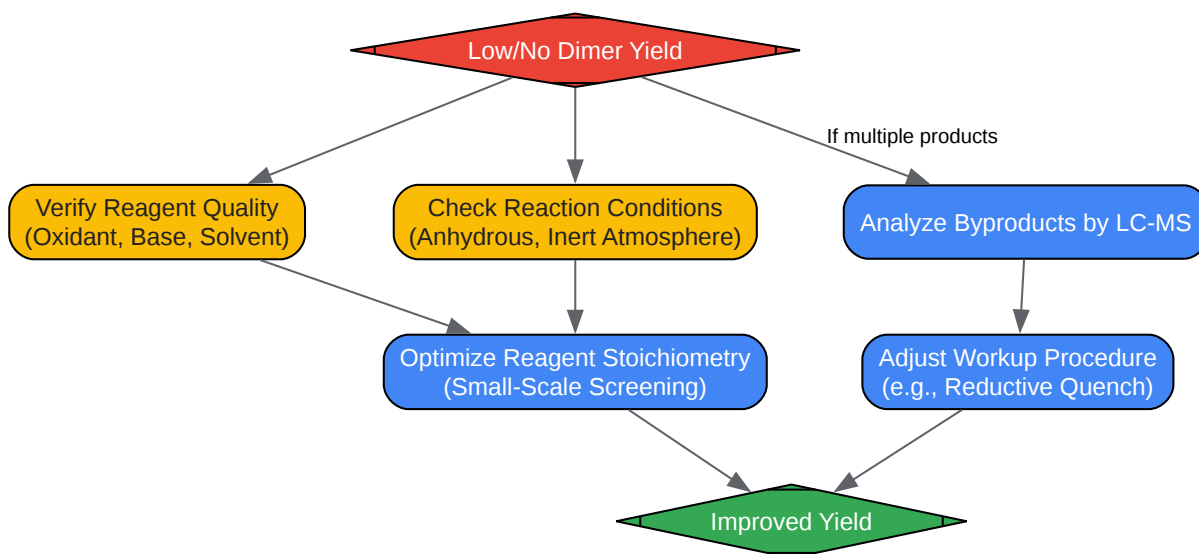 Low/No Dimer Yield
If multiple products
Verify Reagent Quality
(Oxidant, Base, Solvent)
Check Reaction Conditions
(Anhydrous, Inert Atmosphere)
Analyze Byproducts by LC-MS
Optimize Reagent Stoichiometry
(Small-Scale Screening)
Adjust Workup Procedure
(e.g., Reductive Quench)
Improved Yield